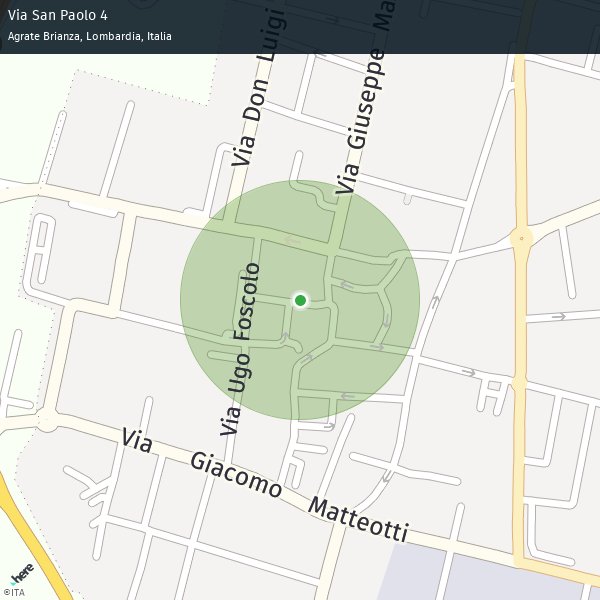 Via San Paolo 4
Agrate Brianza, Lombardia, Italia
Via Don Luigi
Via Giuseppe Ma
Via Ugo Foscolo
Via Giacomo Matteotti
here
©ITA